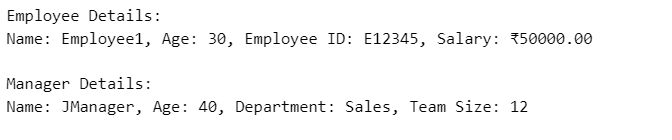 Employee Details:
Name: Employee1, Age: 30, Employee ID: E12345, Salary: ₹50000.00
Manager Details:
Name: JManager, Age: 40, Department: Sales, Team Size: 12